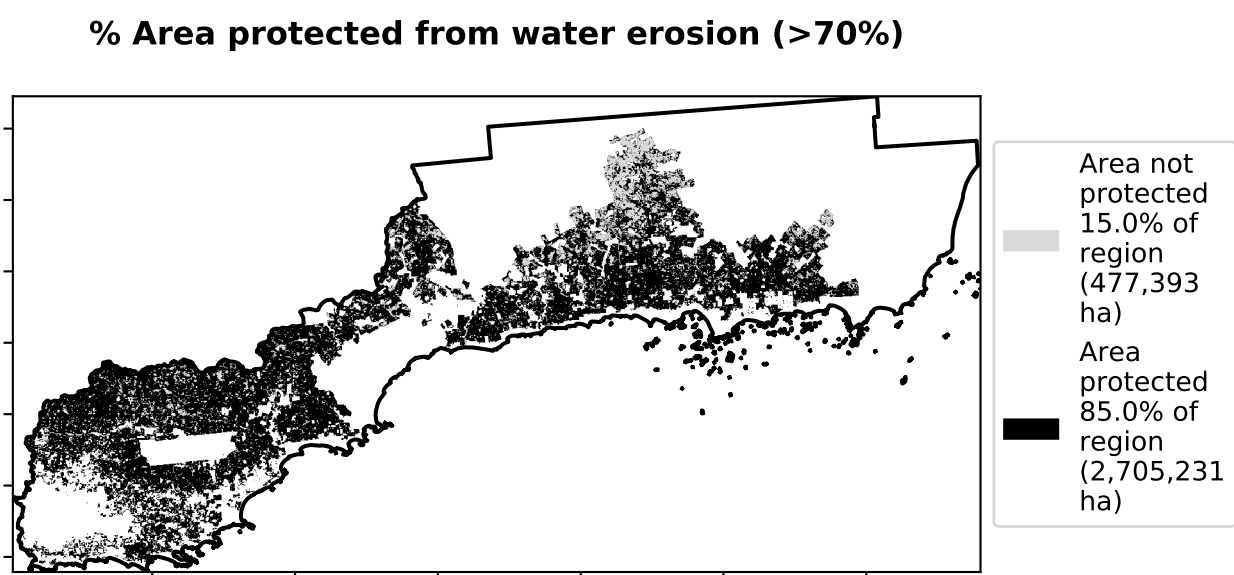 % Area protected from water erosion (>70%)
Area not
protected
15.0% of
region
(477,393
ha)
Area
protected
85.0% of
region
(2,705,231
ha)